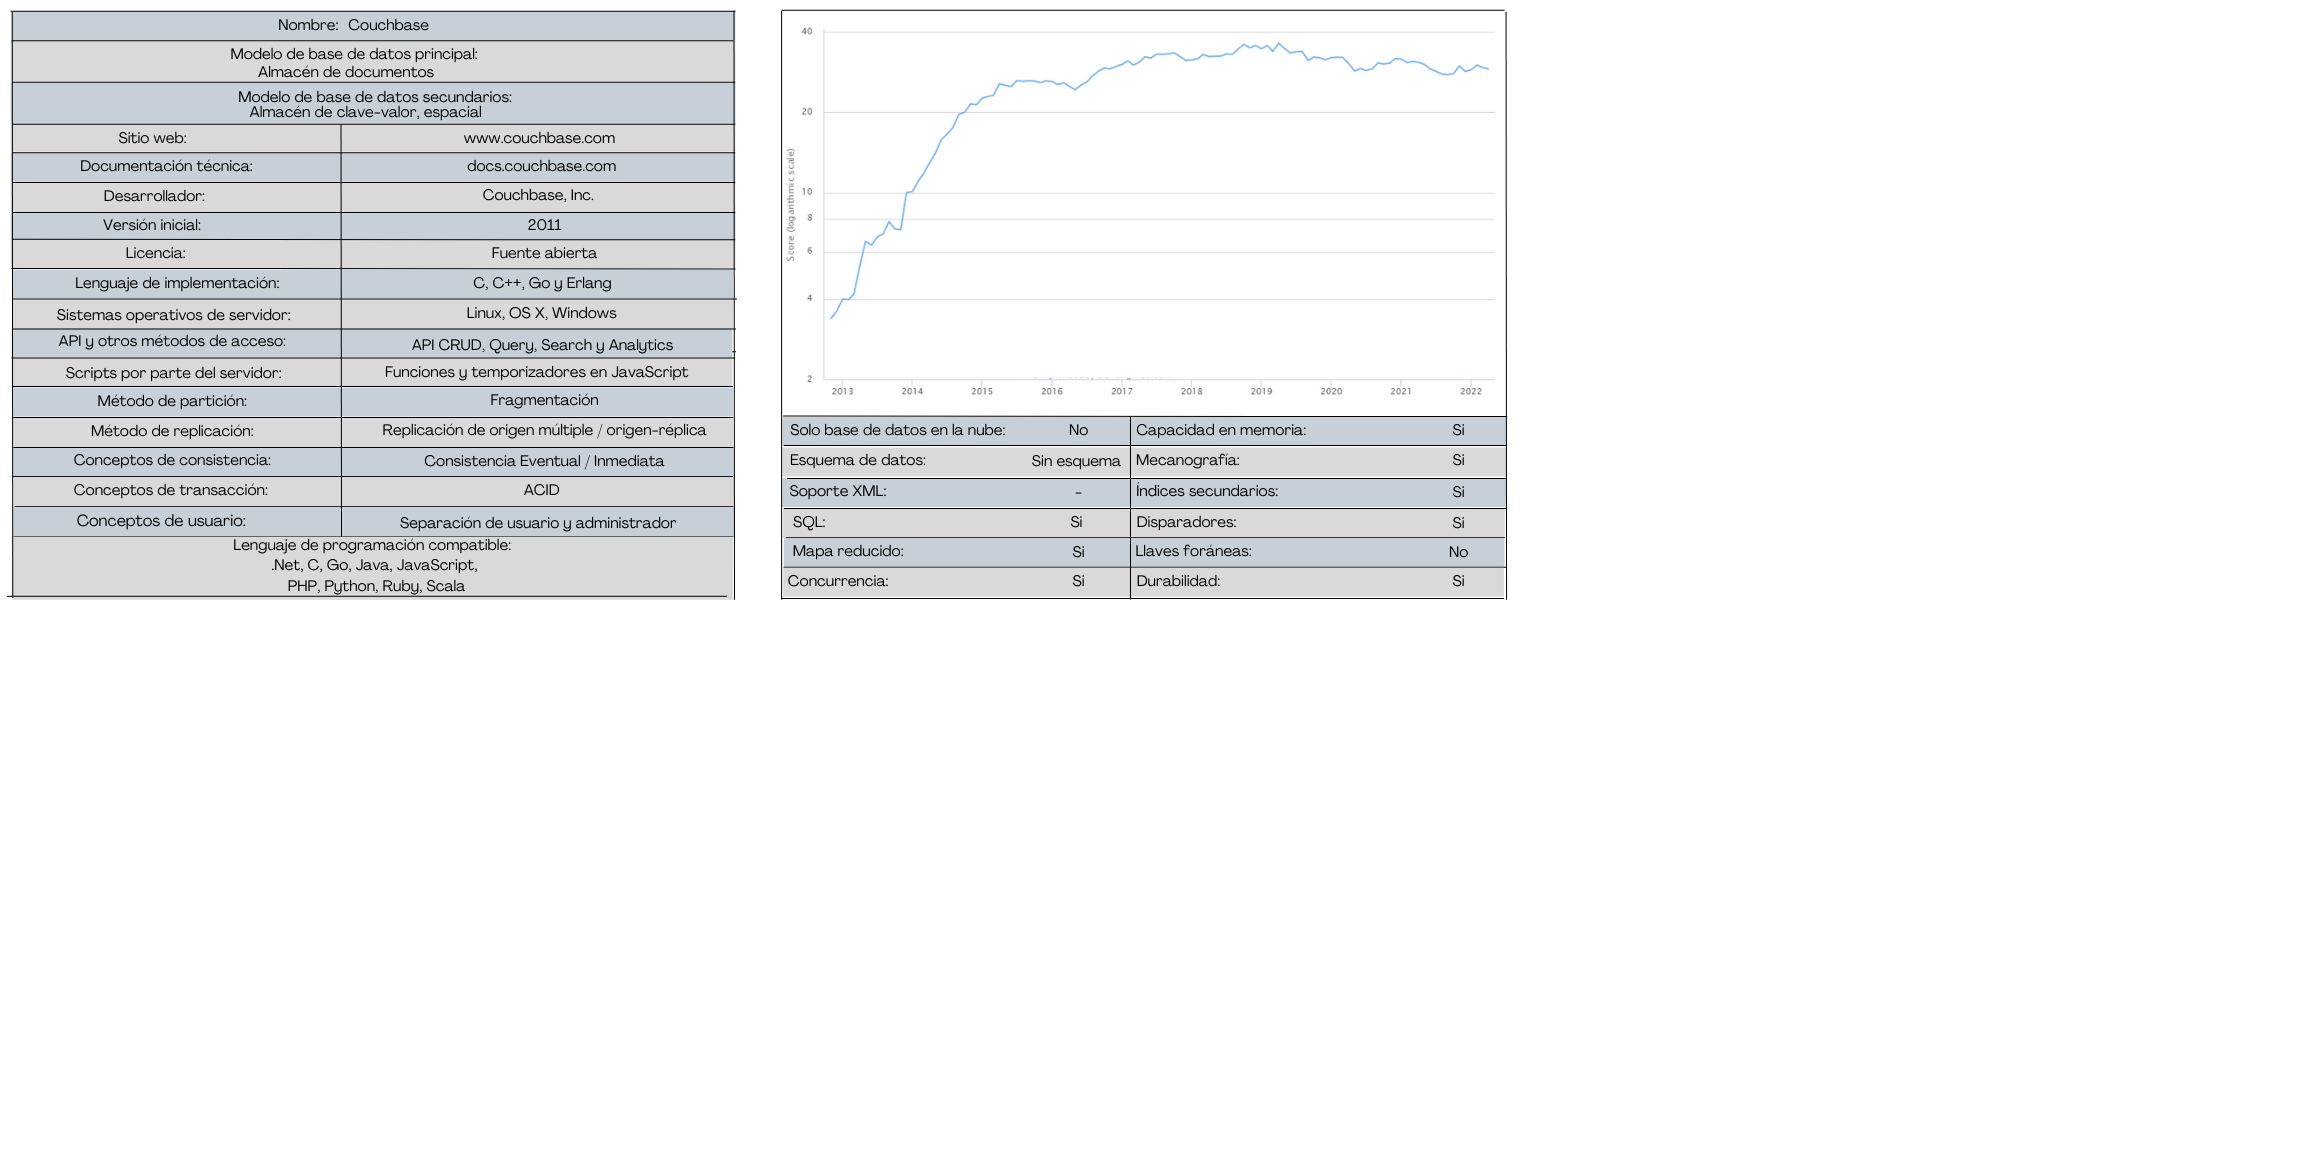 Nombre: Couchbase
Modelo de base de datos principal:
Almacén de documentos
Modelo de base de datos secundarios:
Almacén de clave-valor, espacial
Sitio web: www.couchbase.com
Documentación técnica: docs.couchbase.com
Desarrollador: Couchbase, Inc.
Versión inicial: 2011
Licencia: Fuente abierta
Lenguaje de implementación: C, C++, Go y Erlang
Sistemas operativos de servidor: Linux, OS X, Windows
API y otros métodos de acceso: API CRUD, Query, Search y Analytics
Scripts por parte del servidor: Funciones y temporizadores en JavaScript
Método de partición: Fragmentación
Método de replicación: Replicación de origen múltiple / origen-réplica
Conceptos de consistencia: Consistencia Eventual / Inmediata
Conceptos de transacción: ACID
Conceptos de usuario: Separación de usuario y administrador
Lenguaje de programación compatible:
.Net, C, Go, Java, JavaScript,
PHP, Python, Ruby, Scala
Score (logarithmic scale)
40
20
10
8
6
4
2
2013 2014 2015 2016 2017 2018 2019 2020 2021 2022
Solo base de datos en la nube: No Capacidad en memoria: Si
Esquema de datos: Sin esquema Mecanografía: Si
Soporte XML: - Índices secundarios: Si
SQL: Si Disparadores: Si
Mapa reducido: Si Llaves foráneas: No
Concurrencia: Si Durabilidad: Si